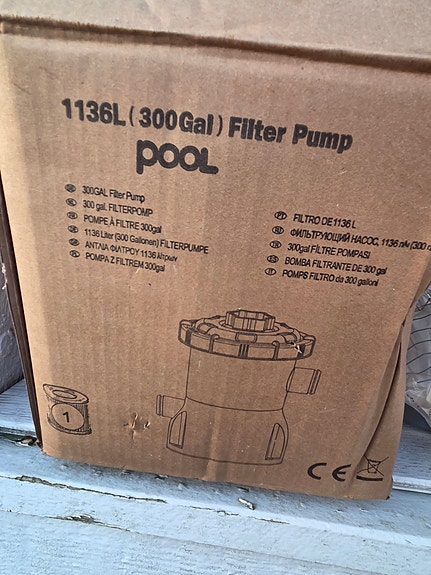 1136L (300Gal) Filter Pump
POOL
300GAL Filter Pump
300 gal. FILTERPOMP
POMPE À FILTRE 300gal
1136 Liter (300 Gallonen) FILTERPUMPE
ΑΝΤΛΙΑ ΦΙΛΤΡΟΥ 1136 λίτρων
POMPA Z FILTREM 300gal
FILTRO DE 1136 L
ФИЛЬТРУЮЩИЙ НАСОС, 1136 л/ч (300
300gal FİLTRE POMPASI
BOMBA FILTRANTE DE 300 gal
POMPS FILTRO da 300 galloni
1
CE